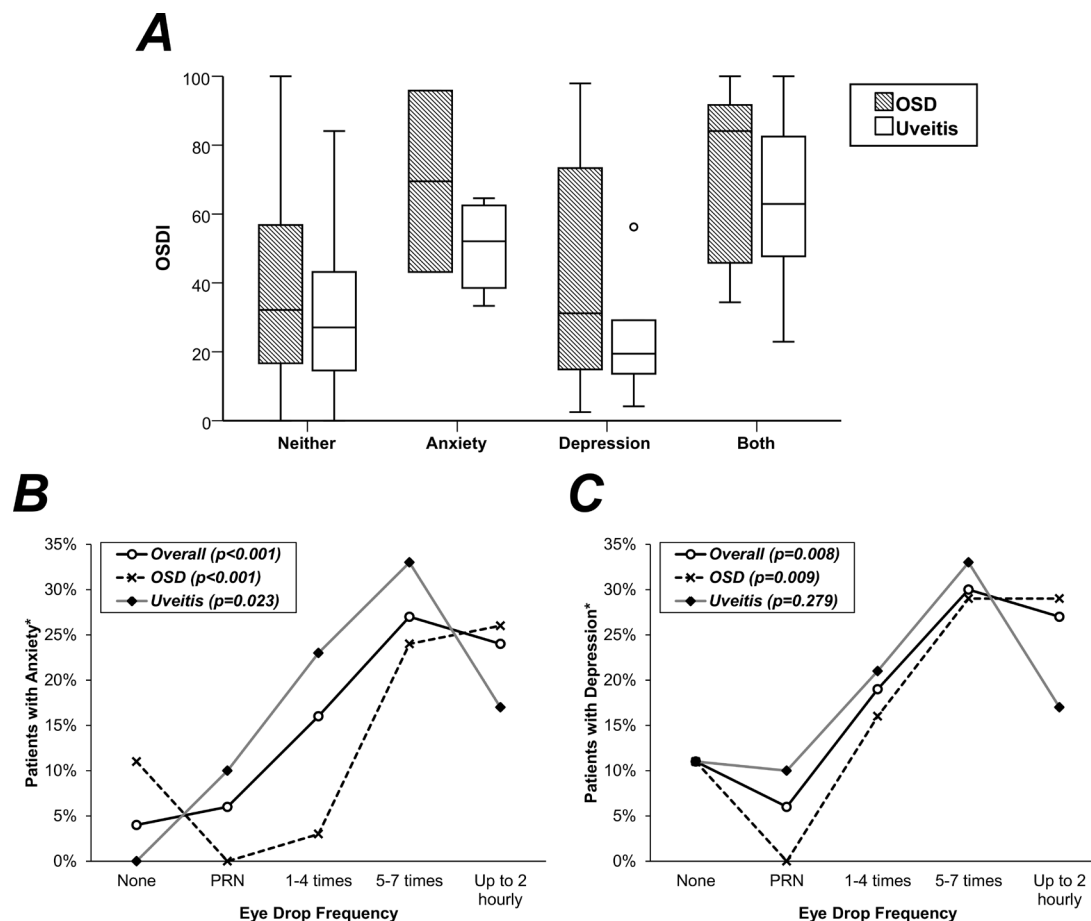 A
OSDI
100
80
60
40
20
0
Neither
Anxiety
Depression
Both
OSD
Uveitis
B
Patients with Anxiety*
35%
30%
25%
20%
15%
10%
5%
0%
Overall (p<0.001)
OSD (p<0.001)
Uveitis (p=0.023)
None
PRN
1-4 times
5-7 times
Up to 2
hourly
Eye Drop Frequency
C
Patients with Depression*
35%
30%
25%
20%
15%
10%
5%
0%
Overall (p=0.008)
OSD (p=0.009)
Uveitis (p=0.279)
None
PRN
1-4 times
5-7 times
Up to 2
hourly
Eye Drop Frequency